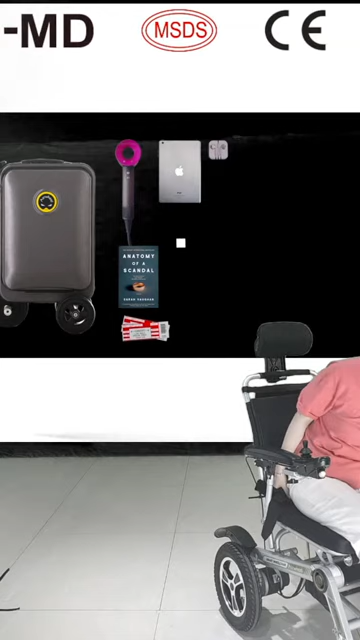 -MD
MSDS
CE
ANATOMY
OF A
SCANDAL
SARAH VAUGHAN